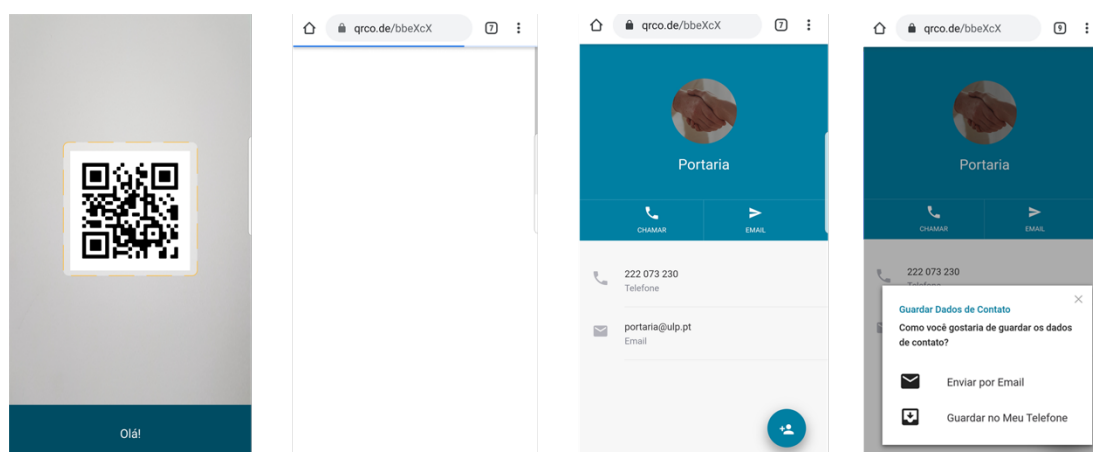 Olá!
qrco.de/bbeXcX
7
qrco.de/bbeXcX
7
Portaria
CHAMAR
EMAIL
222 073 230
Telefone
portaria@ulp.pt
Email
qrco.de/bbeXcX
9
Portaria
CHAMAR
EMAIL
222 073 230
Telefone
Guardar Dados de Contato
Como você gostaria de guardar os dados
de contato?
Enviar por Email
Guardar no Meu Telefone